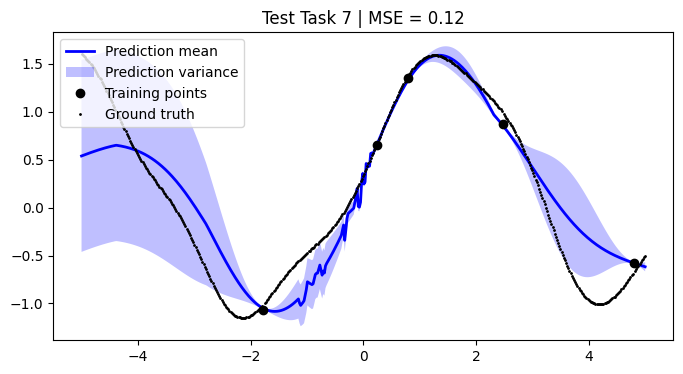 Test Task 7 | MSE = 0.12
Prediction mean
Prediction variance
Training points
Ground truth
1.5
1.0
0.5
0.0
−0.5
−1.0
−4
−2
0
2
4